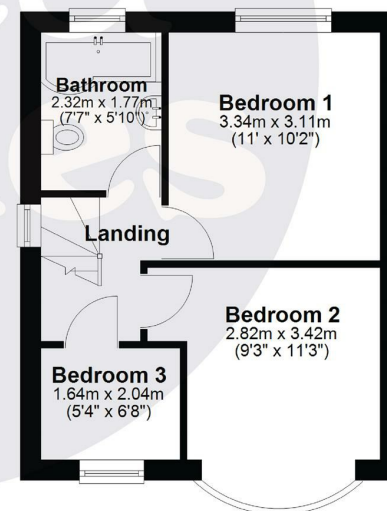 Bathroom
2.32m x 1.77m
(7'7" x 5'10")
Bedroom 1
3.34m x 3.11m
(11' x 10'2")
Landing
Bedroom 2
2.82m x 3.42m
(9'3" x 11'3")
Bedroom 3
1.64m x 2.04m
(5'4" x 6'8")